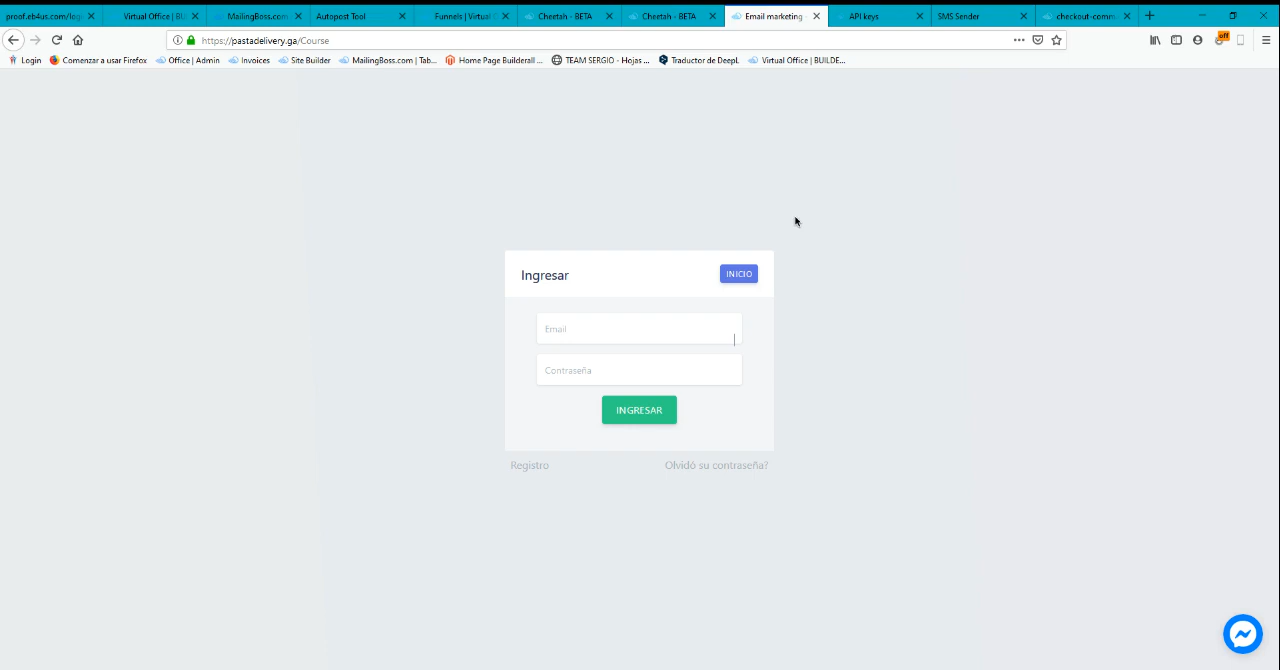 proof.eb4us.com/log Virtual Office | BU MailingBoss.com Autopost Tool Funnels | Virtual Cheetah - BETA Cheetah - BETA Email marketing API keys SMS Sender checkout-comm
https://pastadelivery.ga/Course
off
Login Comenzar a usar Firefox Office | Admin Invoices Site Builder MailingBoss.com | Tab... Home Page Builderall ... TEAM SERGIO - Hojas ... Traductor de DeepL Virtual Office | BUILDE...
Ingresar INICIO
Email
Contraseña
INGRESAR
Registro Olvidó su contraseña?